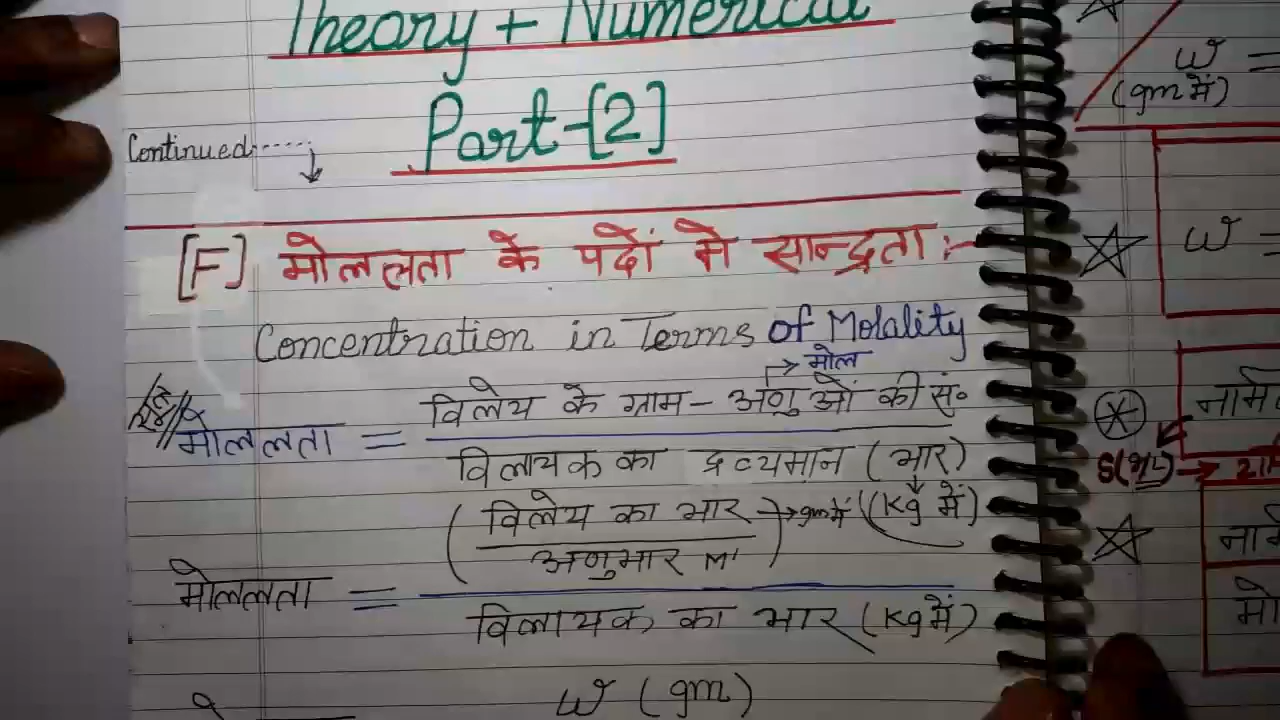 Theory + Numerical
Part-[2]
Continued.......
[F] मोललता के पदों मे सान्द्रता :-
Concentration in Terms of Molality
→ मोल
मोललता = विलेय के ग्राम - अणुओं की सं॰
विलायक का द्रव्यमान (भार)
(विलेय का भार → gm में (Kg में)
अणुभार M')
मोललता =
विलायक का भार (Kg में)
W (gm)
W =
(gm में)
W =